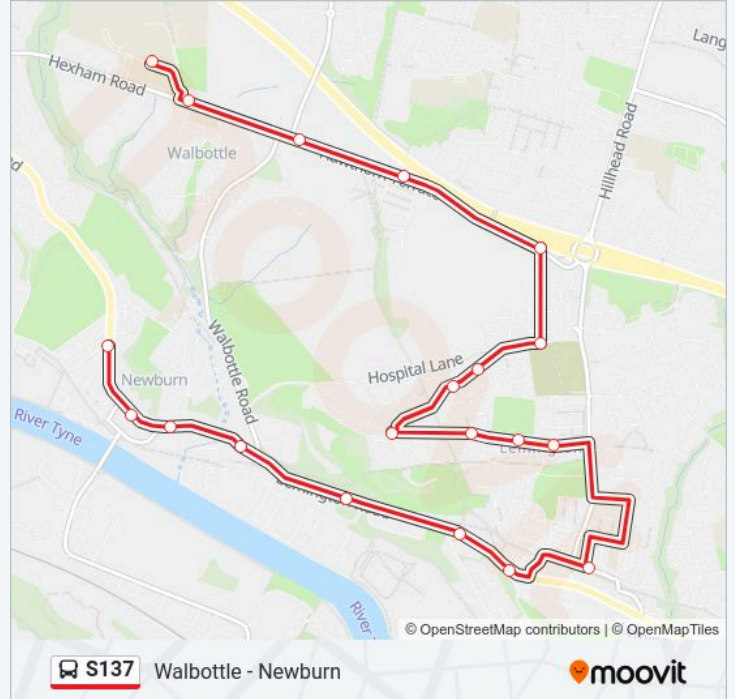 Lang
Hexham Road
Hillhead Road
Walbottle
Hospital Lane
Walbottle Road
Newburn
River Tyne
River
© OpenStreetMap contributors | © OpenMapTiles
S137 Walbottle - Newburn
moovit